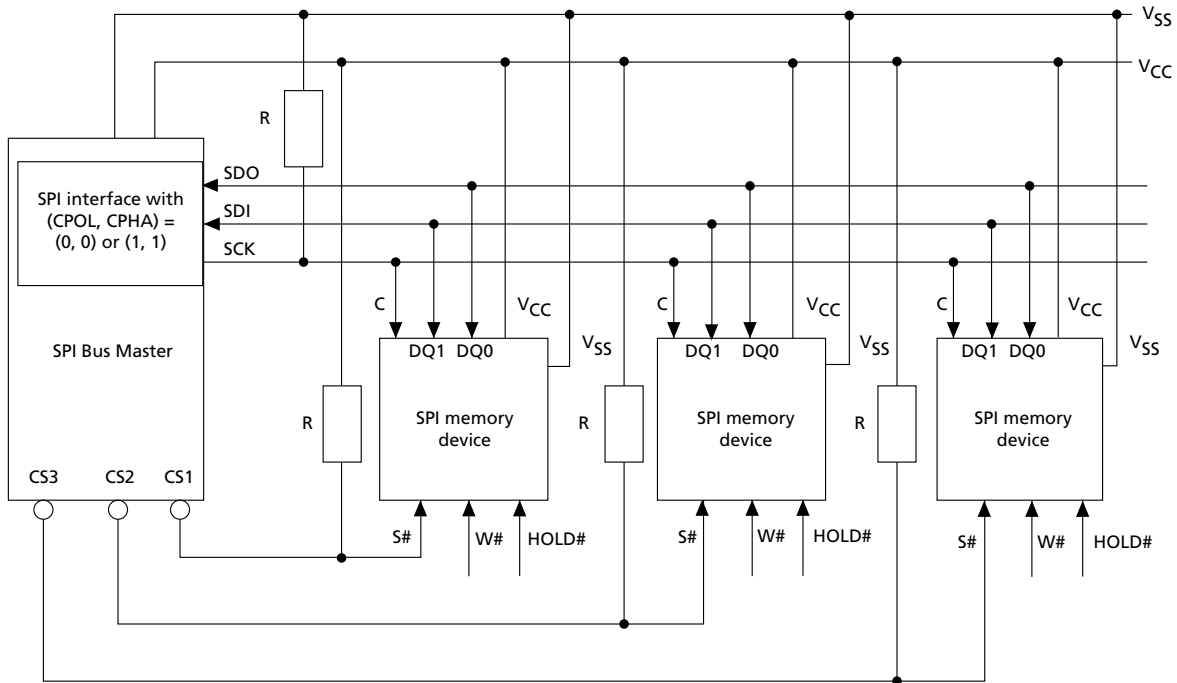 VSS
VCC
R
SDO
SPI interface with
(CPOL, CPHA) =
(0, 0) or (1, 1)
SDI
SCK
SPI Bus Master
C
VCC
C
VCC
C
VCC
DQ1 DQ0
VSS
DQ1 DQ0
VSS
DQ1 DQ0
VSS
R
SPI memory
device
R
SPI memory
device
R
SPI memory
device
CS3 CS2 CS1
S# W# HOLD#
S# W# HOLD#
S# W# HOLD#